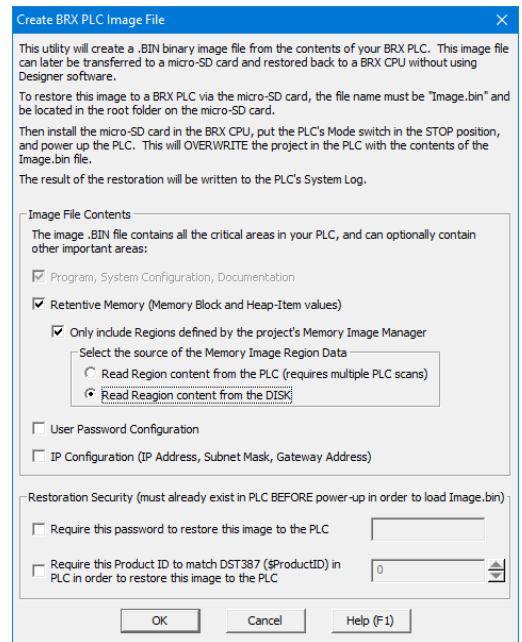 Create BRX PLC Image File
This utility will create a .BIN binary image file from the contents of your BRX PLC. This image file
can later be transferred to a micro-SD card and restored back to a BRX CPU without using
Designer software.
To restore this image to a BRX PLC via the micro-SD card, the file name must be "Image.bin" and
be located in the root folder on the micro-SD card.
Then install the micro-SD card in the BRX CPU, put the PLC's Mode switch in the STOP position,
and power up the PLC. This will OVERWRITE the project in the PLC with the contents of the
Image.bin file.
The result of the restoration will be written to the PLC's System Log.
Image File Contents
The image .BIN file contains all the critical areas in your PLC, and can optionally contain
other important areas:
Program, System Configuration, Documentation
Retentive Memory (Memory Block and Heap-Item values)
Only include Regions defined by the project's Memory Image Manager
Select the source of the Memory Image Region Data
Read Region content from the PLC (requires multiple PLC scans)
Read Reagion content from the DISK
User Password Configuration
IP Configuration (IP Address, Subnet Mask, Gateway Address)
Restoration Security (must already exist in PLC BEFORE power-up in order to load Image.bin)
Require this password to restore this image to the PLC
Require this Product ID to match DST387 ($ProductID) in
PLC in order to restore this image to the PLC
0
OK Cancel Help (F1)